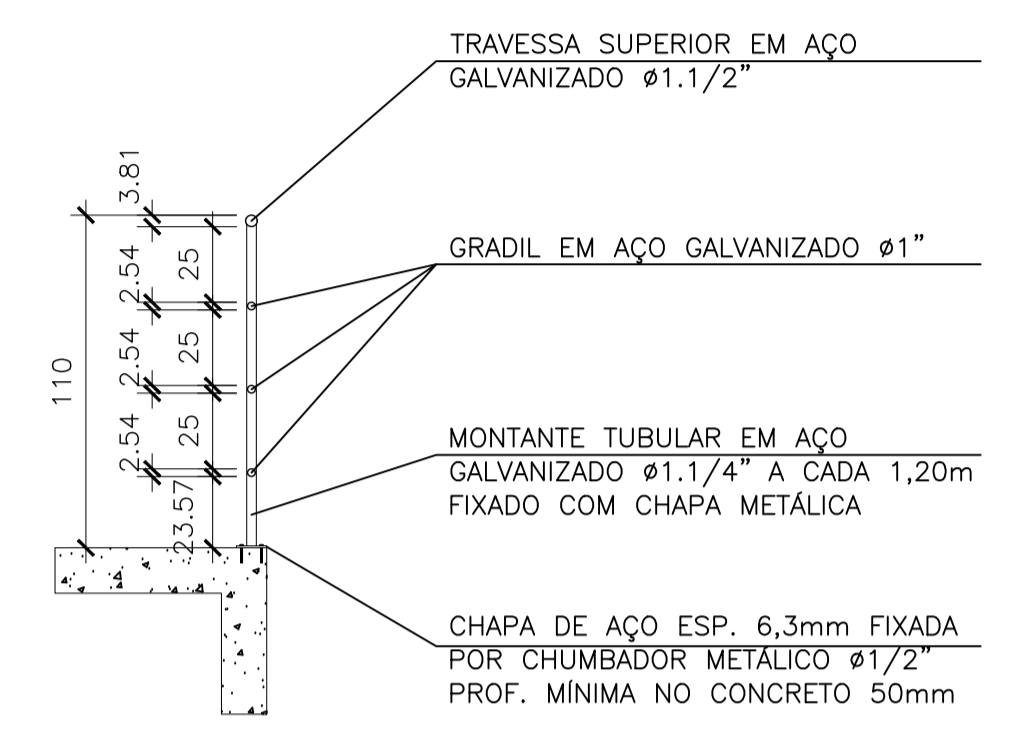 TRAVESSA SUPERIOR EM AÇO
GALVANIZADO ø1.1/2”
3.81
2.54
25
GRADIL EM AÇO GALVANIZADO ø1”
110
2.54
25
2.54
25
MONTANTE TUBULAR EM AÇO
GALVANIZADO ø1.1/4” A CADA 1,20m
FIXADO COM CHAPA METÁLICA
23.57
CHAPA DE AÇO ESP. 6,3mm FIXADA
POR CHUMBADOR METÁLICO ø1/2”
PROF. MÍNIMA NO CONCRETO 50mm